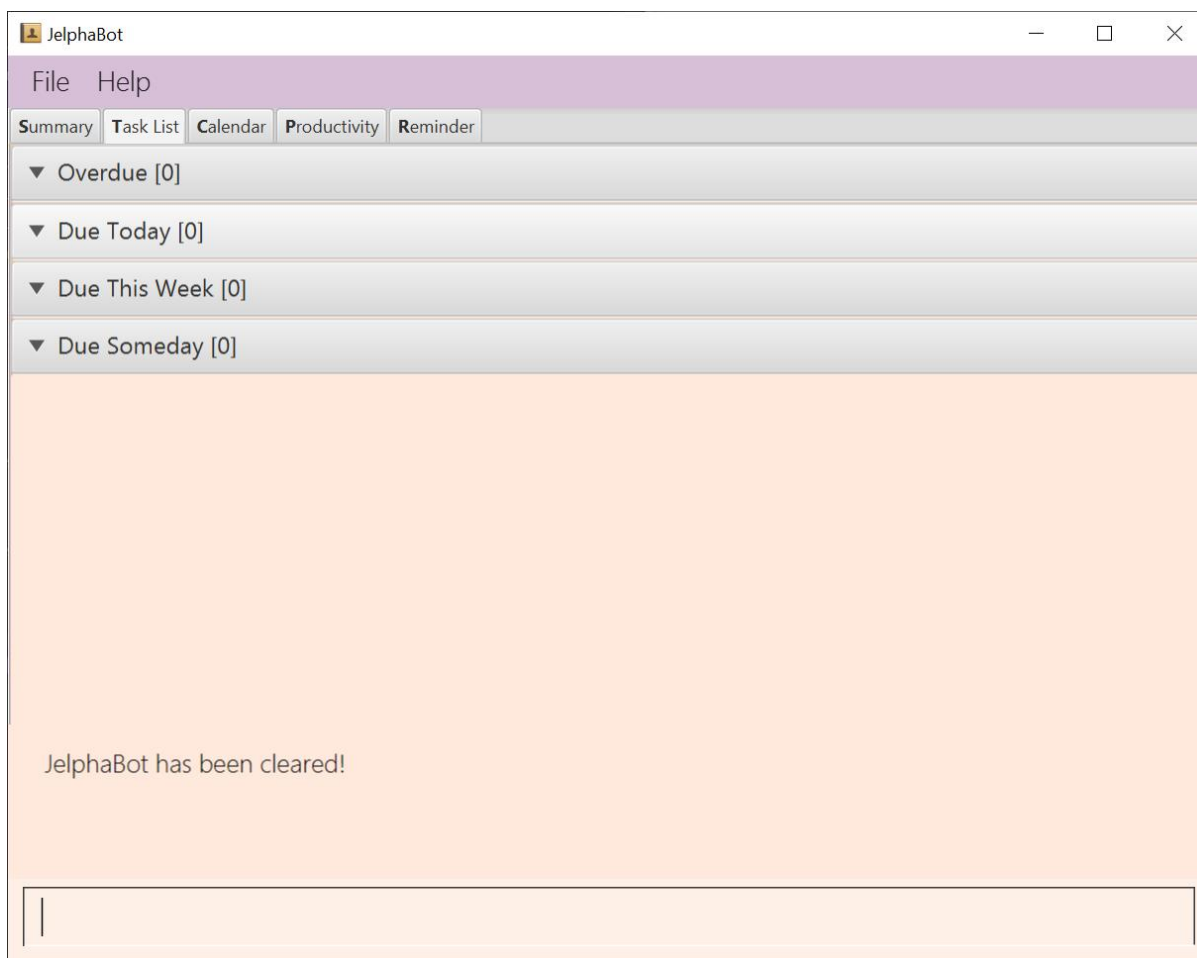 JelphaBot
File Help
Summary Task List Calendar Productivity Reminder
Overdue [0]
Due Today [0]
Due This Week [0]
Due Someday [0]
JelphaBot has been cleared!